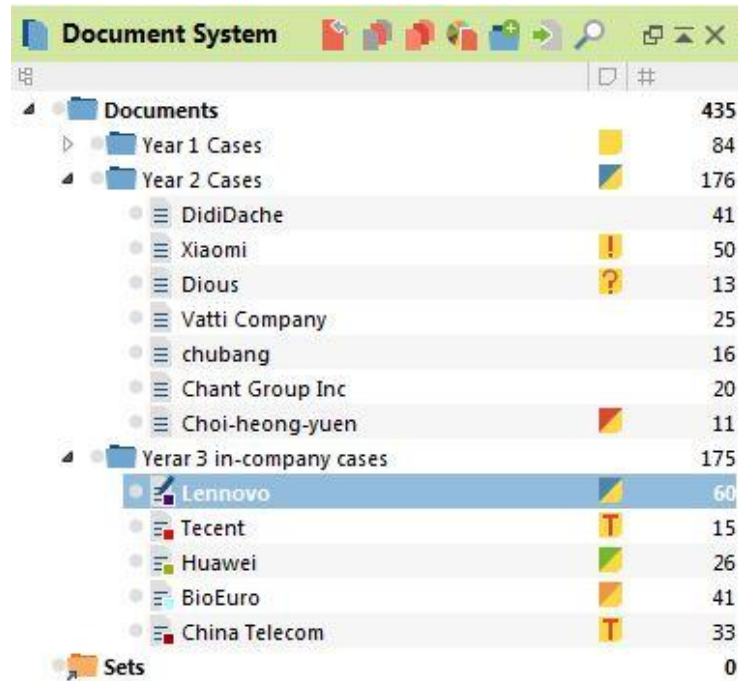 Document System
#
Documents 435
Year 1 Cases 84
Year 2 Cases 176
DidiDache 41
Xiaomi ! 50
Dious ? 13
Vatti Company 25
chubang 16
Chant Group Inc 20
Choi-heong-yuen 11
Yerar 3 in-company cases 175
Lennovo 60
Tecent T 15
Huawei 26
BioEuro 41
China Telecom T 33
Sets 0